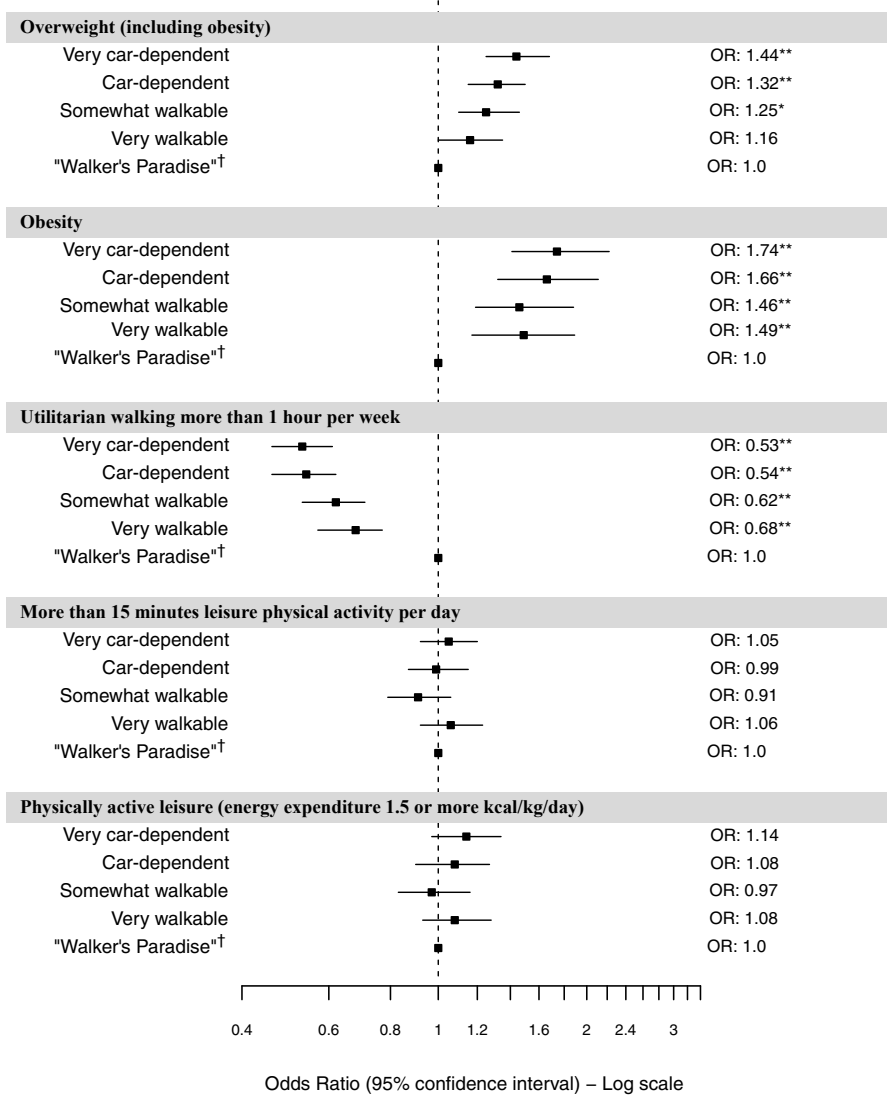 Overweight (including obesity)
Very car-dependent OR: 1.44**
Car-dependent OR: 1.32**
Somewhat walkable OR: 1.25*
Very walkable OR: 1.16
"Walker's Paradise"† OR: 1.0
Obesity
Very car-dependent OR: 1.74**
Car-dependent OR: 1.66**
Somewhat walkable OR: 1.46**
Very walkable OR: 1.49**
"Walker's Paradise"† OR: 1.0
Utilitarian walking more than 1 hour per week
Very car-dependent OR: 0.53**
Car-dependent OR: 0.54**
Somewhat walkable OR: 0.62**
Very walkable OR: 0.68**
"Walker's Paradise"† OR: 1.0
More than 15 minutes leisure physical activity per day
Very car-dependent OR: 1.05
Car-dependent OR: 0.99
Somewhat walkable OR: 0.91
Very walkable OR: 1.06
"Walker's Paradise"† OR: 1.0
Physically active leisure (energy expenditure 1.5 or more kcal/kg/day)
Very car-dependent OR: 1.14
Car-dependent OR: 1.08
Somewhat walkable OR: 0.97
Very walkable OR: 1.08
"Walker's Paradise"† OR: 1.0
0.4 0.6 0.8 1 1.2 1.6 2 2.4 3
Odds Ratio (95% confidence interval) – Log scale